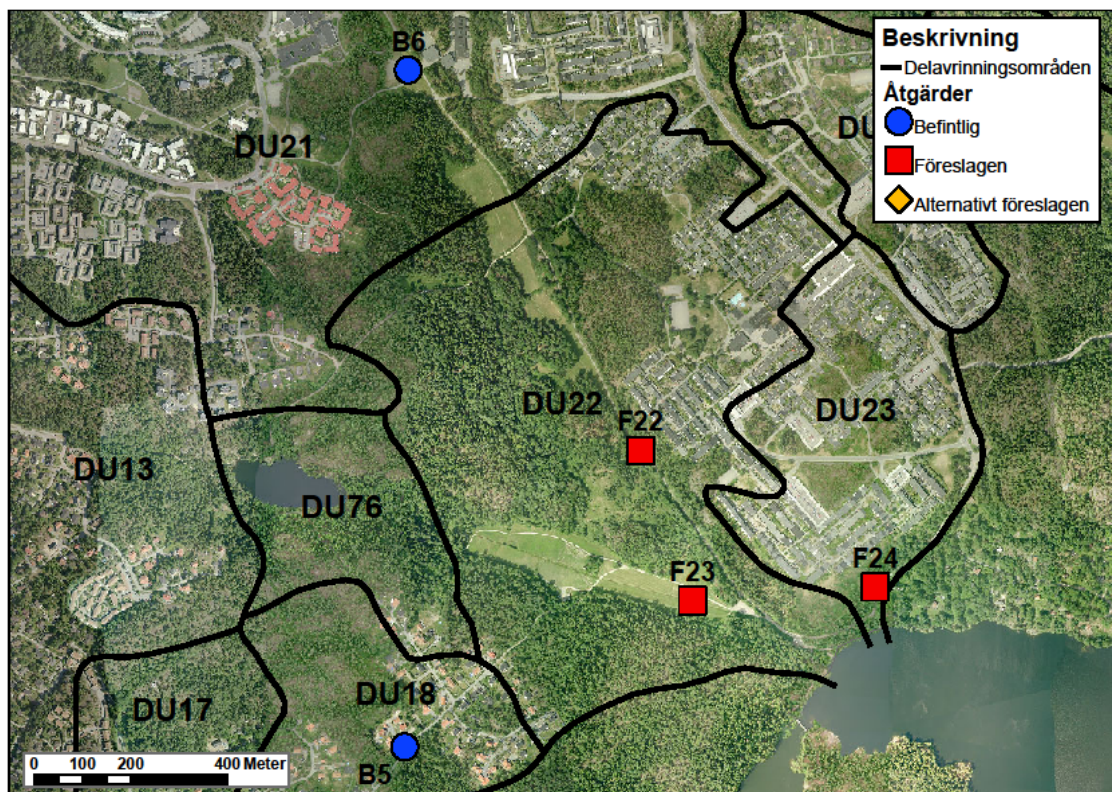 B6
Beskrivning
Delavrinningsområden
Åtgärder
Befintlig
Föreslagen
Alternativt föreslagen
DU21
DU22
F22
DU23
DU13
DU76
F23
F24
DU18
DU17
B5
0 100 200 400 Meter